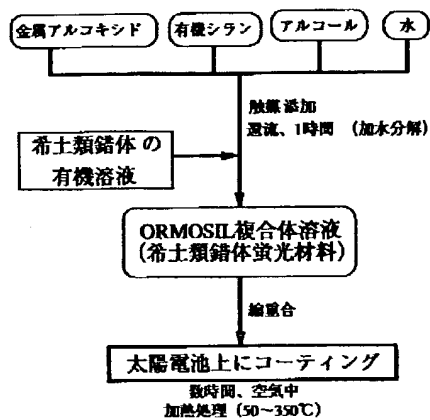 金属アルコキシド
有機シラン
アルコール
水
触媒添加
還流、1時間 (加水分解)
希土類錯体の
有機溶液
ORMOSIL複合体溶液
(希土類錯体蛍光材料)
縮重合
太陽電池上にコーティング
数時間、空気中
加熱処理 (50~350℃)